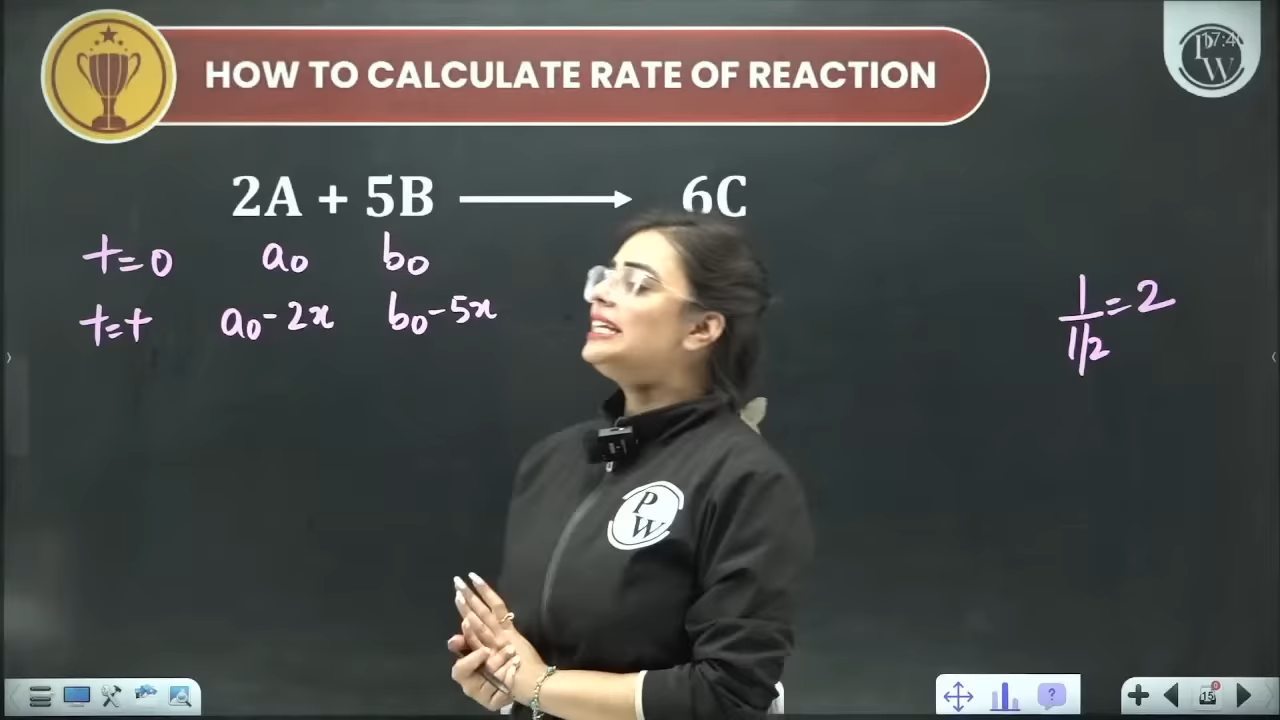 HOW TO CALCULATE RATE OF REACTION
2A + 5B ⟶ 6C
t=0 a₀ b₀
t=t a₀-2x b₀-5x
1/(1/2) = 2
P
W
15